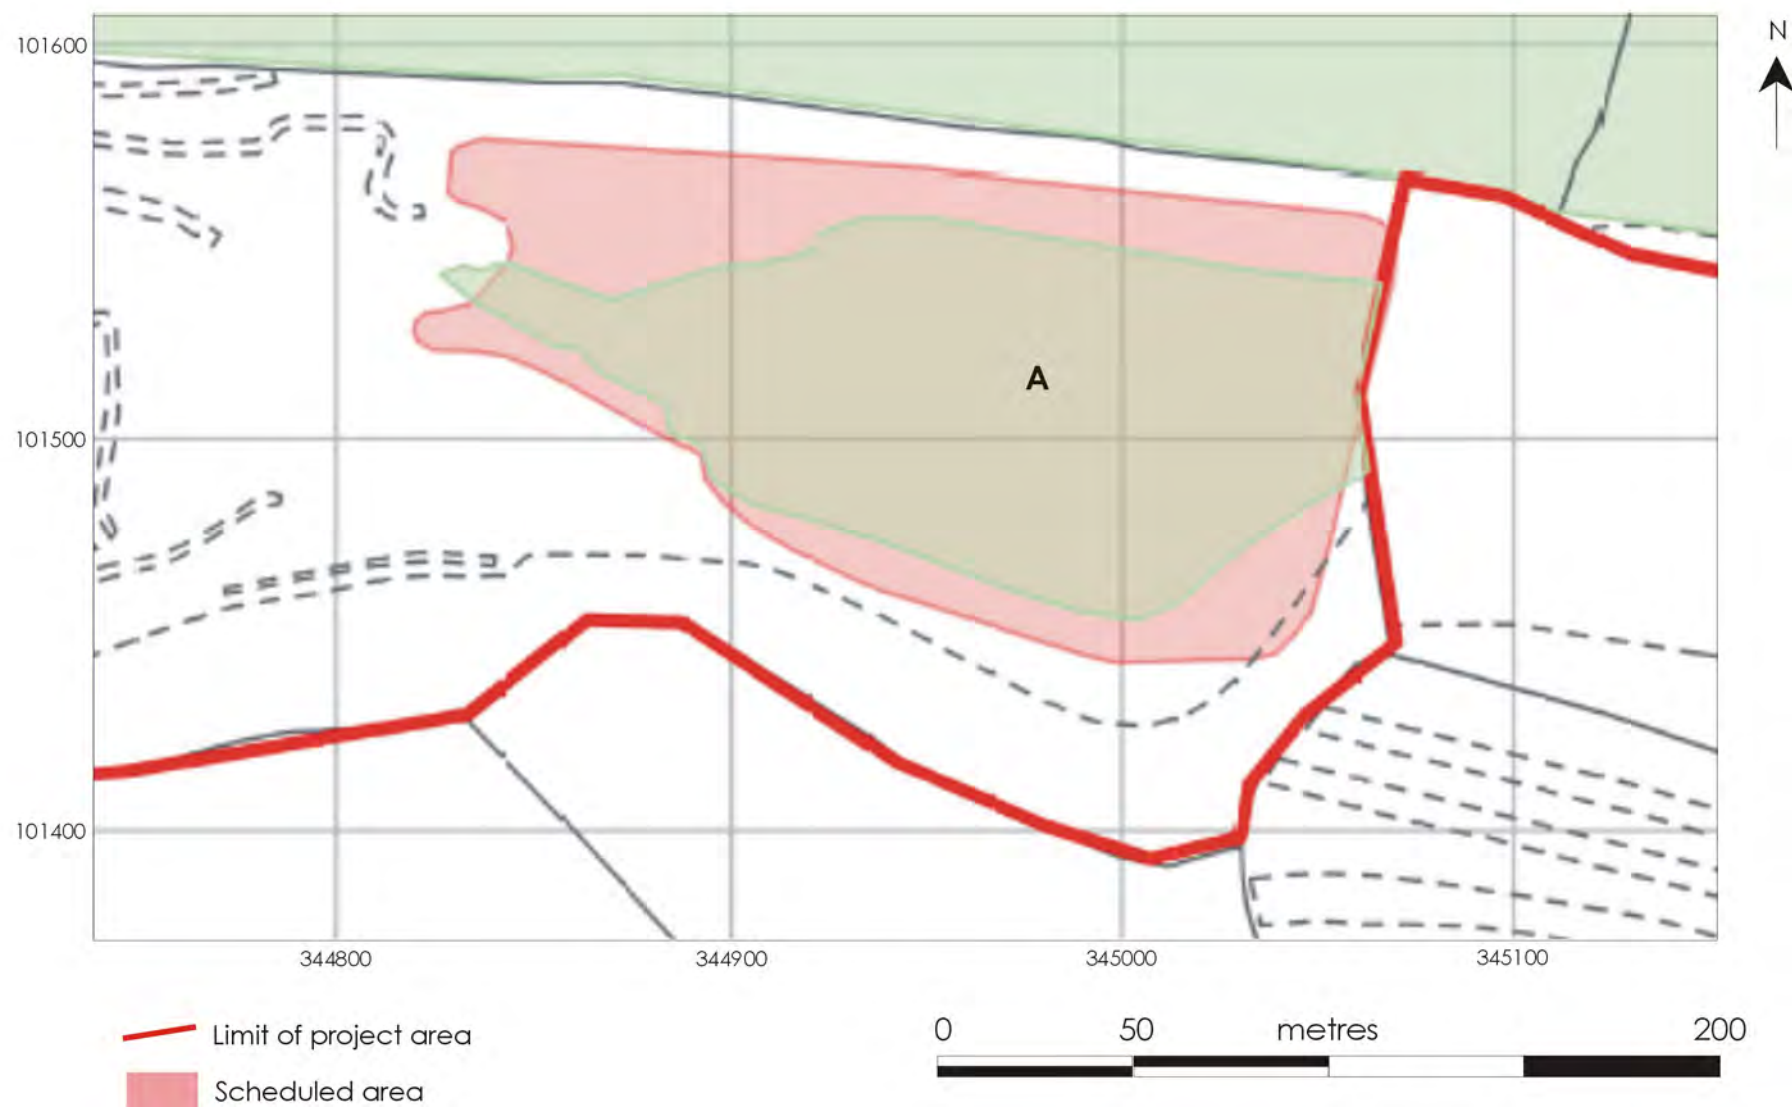 N
101600
A
101500
101400
344800 344900 345000 345100
Limit of project area
0 50 metres 200
Scheduled area